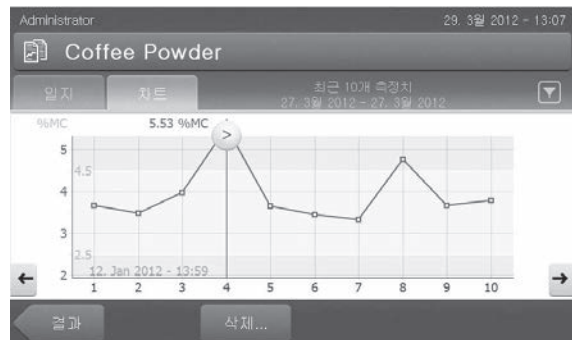 Administrator 29. 3월 2012 - 13:07
Coffee Powder
일지 차트 최근 10개 측정치
27. 3월 2012 - 27. 3월 2012
%MC 5.53 %MC >
5
4.5
4
3
2.5
2 12. Jan 2012 - 13:59
1 2 3 4 5 6 7 8 9 10
결과 삭제...